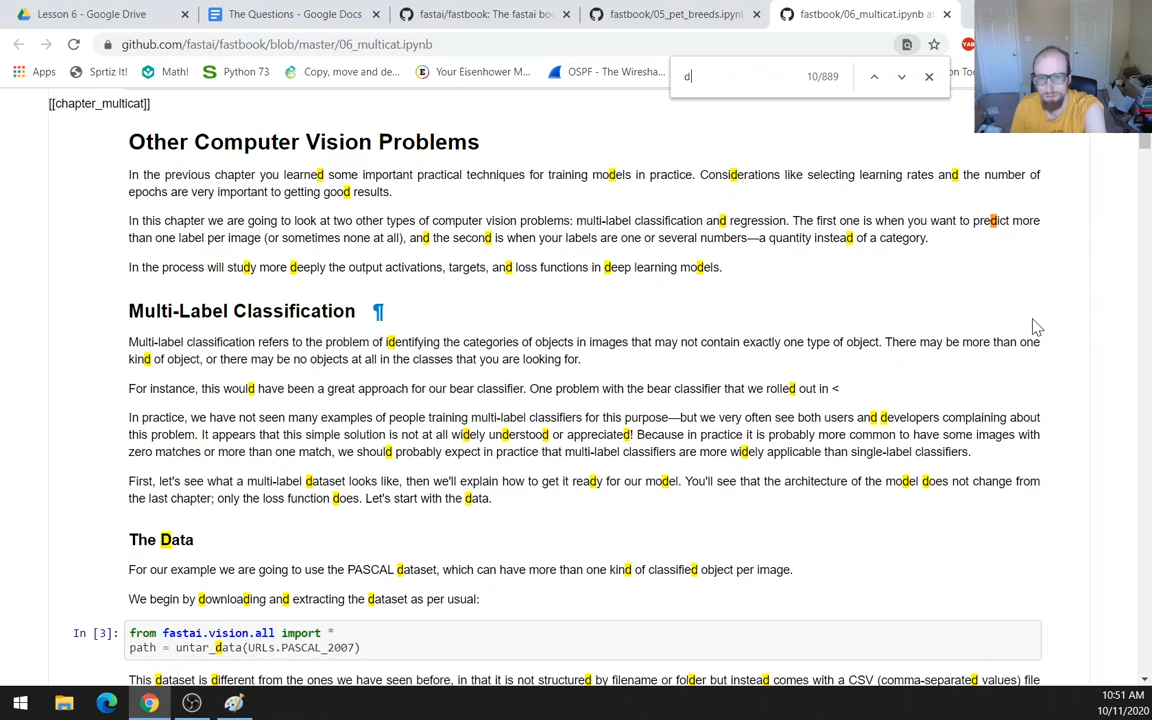 Lesson 6 - Google Drive
The Questions - Google Docs
fastai/fastbook: The fastai boo
fastbook/05_pet_breeds.ipynb
fastbook/06_multicat.ipynb a
github.com/fastai/fastbook/blob/master/06_multicat.ipynb
Apps
Sprtiz It!
Math!
Python 73
Copy, move and de...
Your Eisenhower M...
OSPF - The Wiresha...
d
10/889
[[chapter_multicat]]
Other Computer Vision Problems
In the previous chapter you learned some important practical techniques for training models in practice. Considerations like selecting learning rates and the number of
epochs are very important to getting good results.
In this chapter we are going to look at two other types of computer vision problems: multi-label classification and regression. The first one is when you want to predict more
than one label per image (or sometimes none at all), and the second is when your labels are one or several numbers—a quantity instead of a category.
In the process will study more deeply the output activations, targets, and loss functions in deep learning models.
Multi-Label Classification ¶
Multi-label classification refers to the problem of identifying the categories of objects in images that may not contain exactly one type of object. There may be more than one
kind of object, or there may be no objects at all in the classes that you are looking for.
For instance, this would have been a great approach for our bear classifier. One problem with the bear classifier that we rolled out in <
In practice, we have not seen many examples of people training multi-label classifiers for this purpose—but we very often see both users and developers complaining about
this problem. It appears that this simple solution is not at all widely understood or appreciated! Because in practice it is probably more common to have some images with
zero matches or more than one match, we should probably expect in practice that multi-label classifiers are more widely applicable than single-label classifiers.
First, let's see what a multi-label dataset looks like, then we'll explain how to get it ready for our model. You'll see that the architecture of the model does not change from
the last chapter; only the loss function does. Let's start with the data.
The Data
For our example we are going to use the PASCAL dataset, which can have more than one kind of classified object per image.
We begin by downloading and extracting the dataset as per usual:
In [3]:
from fastai.vision.all import *
path = untar_data(URLs.PASCAL_2007)
This dataset is different from the ones we have seen before, in that it is not structured by filename or folder but instead comes with a CSV (comma-separated values) file
10:51 AM
10/11/2020